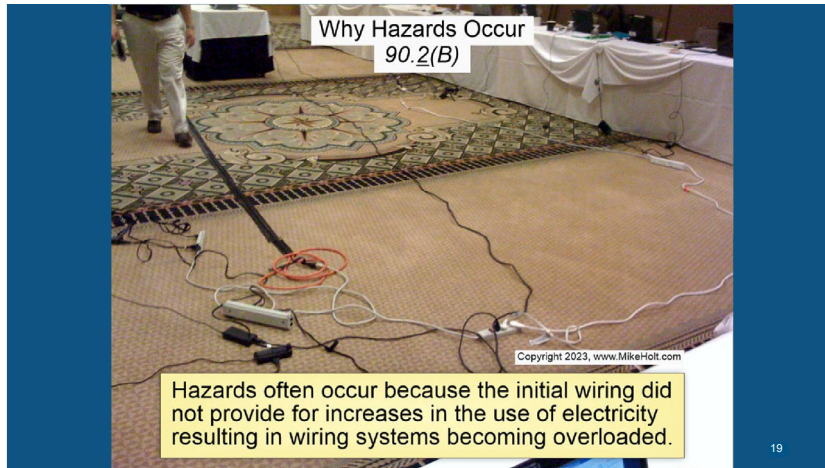 Why Hazards Occur
90.2(B)
Copyright 2023, www.MikeHolt.com
Hazards often occur because the initial wiring did
not provide for increases in the use of electricity
resulting in wiring systems becoming overloaded.
19